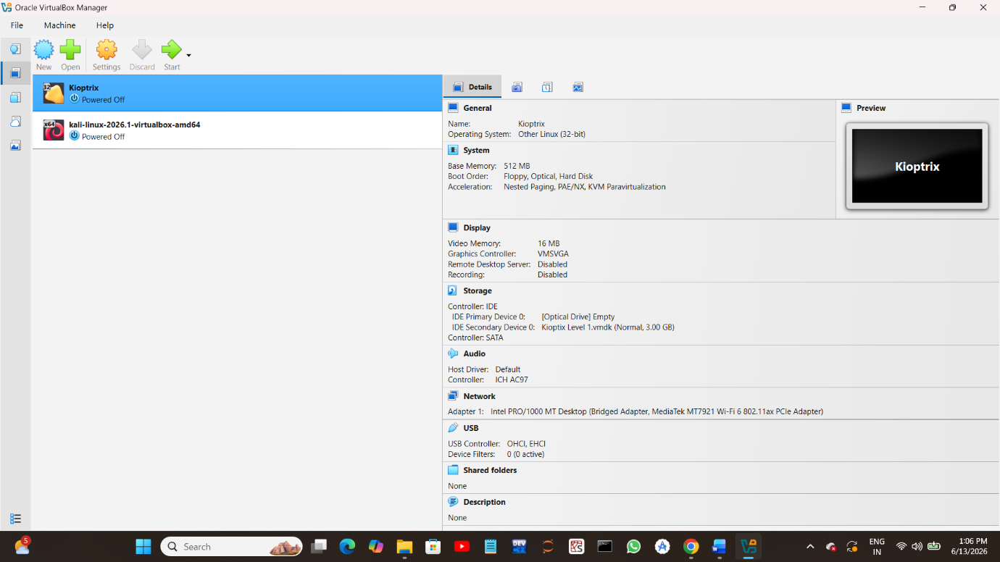 Oracle VirtualBox Manager
File Machine Help
New Open Settings Discard Start
32
Kioptrix
Powered Off
x64
kali-linux-2026.1-virtualbox-amd64
Powered Off
Details
General
Name: Kioptrix
Operating System: Other Linux (32-bit)
Preview
Kioptrix
System
Base Memory: 512 MB
Boot Order: Floppy, Optical, Hard Disk
Acceleration: Nested Paging, PAE/NX, KVM Paravirtualization
Display
Video Memory: 16 MB
Graphics Controller: VMSVGA
Remote Desktop Server: Disabled
Recording: Disabled
Storage
Controller: IDE
IDE Primary Device 0: [Optical Drive] Empty
IDE Secondary Device 0: Kioptix Level 1.vmdk (Normal, 3.00 GB)
Controller: SATA
Audio
Host Driver: Default
Controller: ICH AC97
Network
Adapter 1: Intel PRO/1000 MT Desktop (Bridged Adapter, MediaTek MT7921 Wi-Fi 6 802.11ax PCIe Adapter)
USB
USB Controller: OHCI, EHCI
Device Filters: 0 (0 active)
Shared folders
None
Description
None
5
Search
DEV
ENG
IN
1:06 PM
6/13/2026